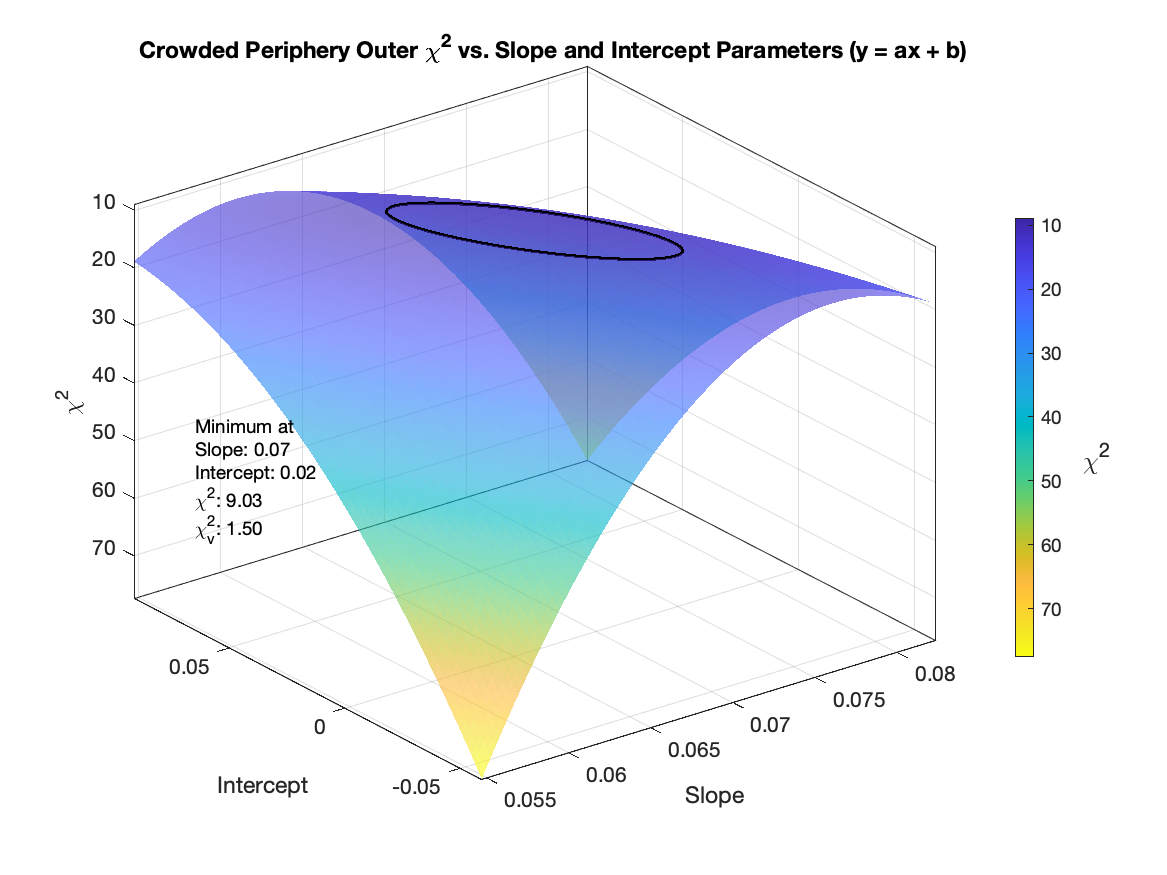 Crowded Periphery Outer χ² vs. Slope and Intercept Parameters (y = ax + b)
10
20
30
40
50
60
70
χ²
Minimum at
Slope: 0.07
Intercept: 0.02
χ²: 9.03
χ²ᵥ: 1.50
0.05
0
-0.05
Intercept
0.055
0.06
0.065
0.07
0.075
0.08
Slope
10
20
30
40
50
60
70
χ²